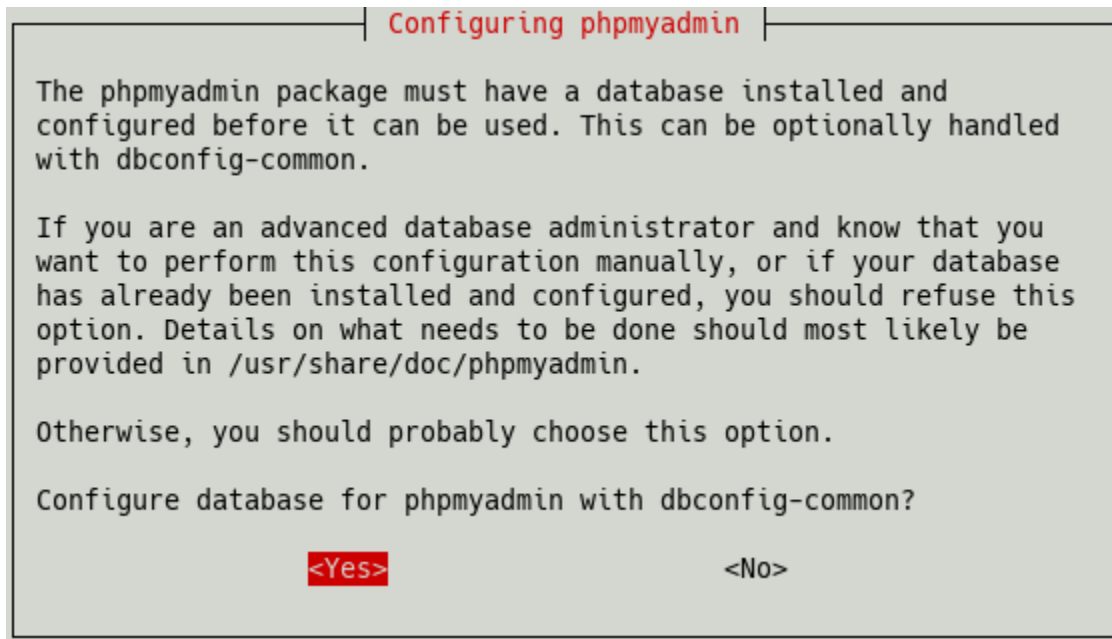 Configuring phpmyadmin
The phpmyadmin package must have a database installed and
configured before it can be used. This can be optionally handled
with dbconfig-common.
If you are an advanced database administrator and know that you
want to perform this configuration manually, or if your database
has already been installed and configured, you should refuse this
option. Details on what needs to be done should most likely be
provided in /usr/share/doc/phpmyadmin.
Otherwise, you should probably choose this option.
Configure database for phpmyadmin with dbconfig-common?
<Yes> <No>